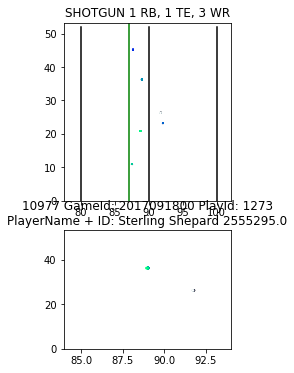 SHOTGUN 1 RB, 1 TE, 3 WR
50
40
30
20
10
0
80 85 90 95 100
10977 GameId: 2017091800 PlayId: 1273
PlayerName + ID: Sterling Shepard 2555295.0
40
20
0
85.0 87.5 90.0 92.5